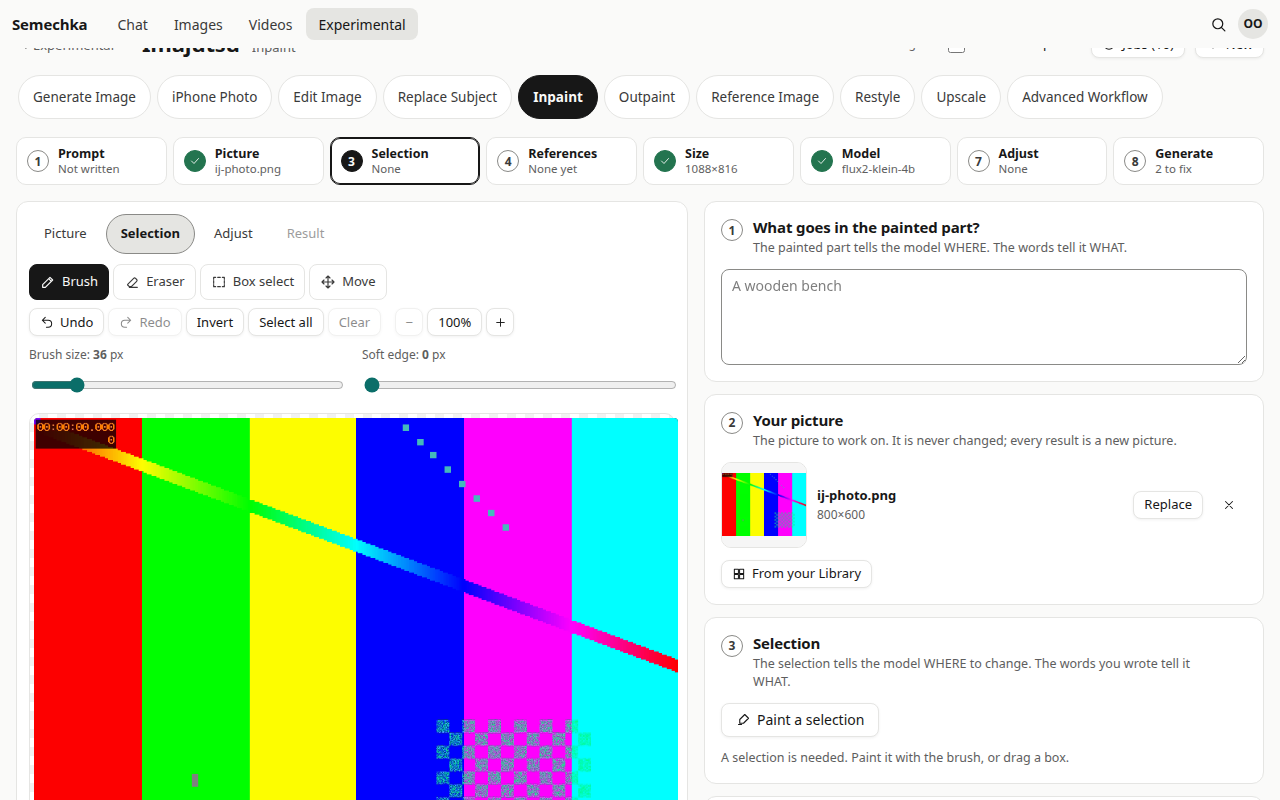 Semechka Chat Images Videos Experimental OO
Experimental Imajutsu Inpaint
Generate Image iPhone Photo Edit Image Replace Subject Inpaint Outpaint Reference Image Restyle Upscale Advanced Workflow
1 Prompt Not written
Picture ij-photo.png
3 Selection None
4 References None yet
Size 1088×816
Model flux2-klein-4b
7 Adjust None
8 Generate 2 to fix
Picture Selection Adjust Result
Brush Eraser Box select Move
Undo Redo Invert Select all Clear − 100% +
Brush size: 36 px Soft edge: 0 px
00:00:00.000
0
1 What goes in the painted part?
The painted part tells the model WHERE. The words tell it WHAT.
A wooden bench
2 Your picture
The picture to work on. It is never changed; every result is a new picture.
ij-photo.png
800×600
Replace
From your Library
3 Selection
The selection tells the model WHERE to change. The words you wrote tell it
WHAT.
Paint a selection
A selection is needed. Paint it with the brush, or drag a box.